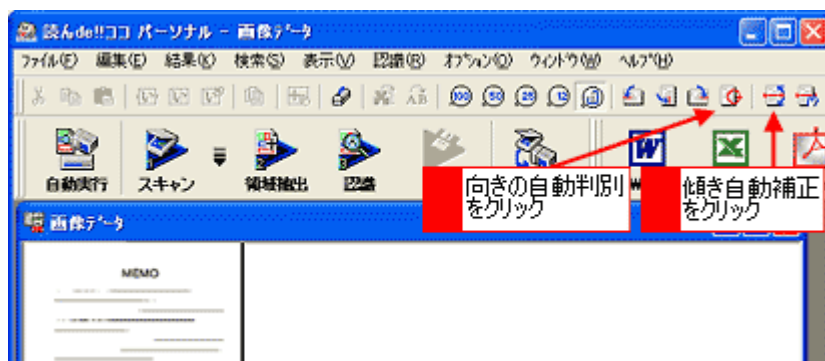 読んde!!ココ パーソナル - 画像ﾃﾞｰﾀ
ﾌｧｲﾙ(F) 編集(E) 結果(K) 検索(S) 表示(V) 認識(R) ｵﾌﾟｼｮﾝ(O) ｳｨﾝﾄﾞｳ(W) ﾍﾙﾌﾟ(H)
100 50 25 12
自動実行 スキャン 領域抽出 認識
向きの自動判別
をクリック
傾き自動補正
をクリック
画像ﾃﾞｰﾀ
MEMO